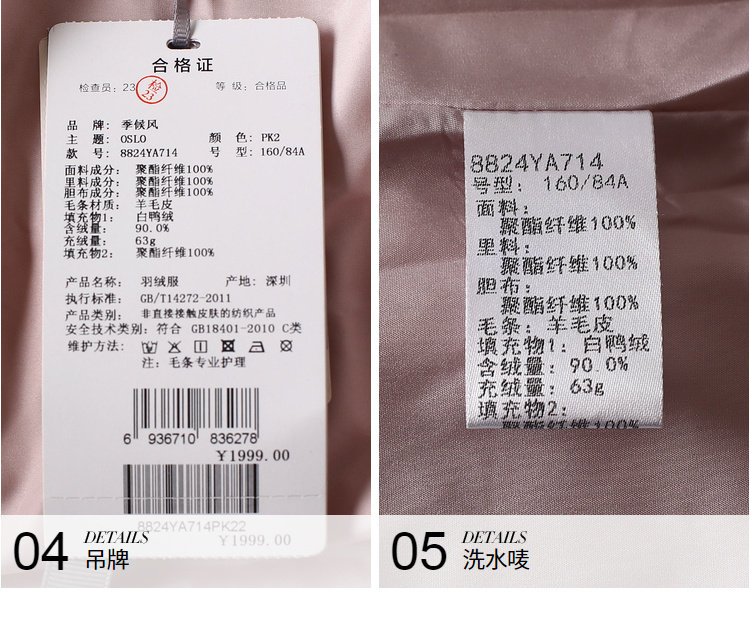 合格证
检查员: 23
检
23
等 级: 合格品
品 牌: 季候风
主 题: OSLO
颜 色: PK2
款 号: 8824YA714
号 型: 160/84A
面料成分: 聚酯纤维100%
里料成分: 聚酯纤维100%
胆布成分: 聚酯纤维100%
毛条材质: 羊毛皮
填充物1: 白鸭绒
含绒量: 90.0%
充绒量: 63g
填充物2: 聚酯纤维100%
产品名称: 羽绒服
产地: 深圳
执行标准: GB/T14272-2011
产品类别: 非直接接触皮肤的纺织产品
安全技术类别: 符合 GB18401-2010 C类
维护方法:
注: 毛条专业护理
6 936710 836278
¥1999.00
8824YA714PK22
¥1999.00
04
DETAILS
吊牌
8824YA714
号型: 160/84A
面料:
聚酯纤维100%
里料:
聚酯纤维100%
胆布:
聚酯纤维100%
毛条: 羊毛皮
填充物1: 白鸭绒
含绒量: 90.0%
充绒量: 63g
填充物2:
聚酯纤维100%
05
DETAILS
洗水唛